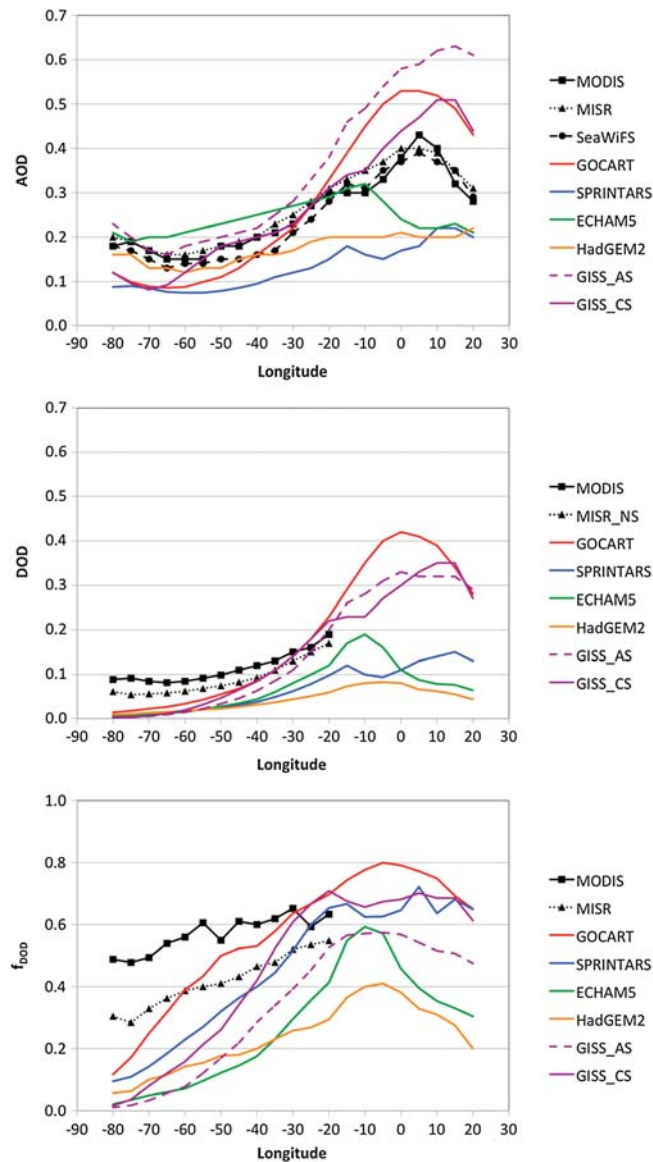 0.7
0.6
0.5
0.4
0.3
0.2
0.1
0.0
AOD
-90 -80 -70 -60 -50 -40 -30 -20 -10 0 10 20 30
Longitude
MODIS
MISR
SeaWiFS
GOCART
SPRINTARS
ECHAM5
HadGEM2
GISS_AS
GISS_CS
0.7
0.6
0.5
0.4
0.3
0.2
0.1
0.0
DOD
-90 -80 -70 -60 -50 -40 -30 -20 -10 0 10 20 30
Longitude
MODIS
MISR_NS
GOCART
SPRINTARS
ECHAM5
HadGEM2
GISS_AS
GISS_CS
1.0
0.8
0.6
0.4
0.2
0.0
fDOD
-90 -80 -70 -60 -50 -40 -30 -20 -10 0 10 20 30
Longitude
MODIS
MISR
GOCART
SPRINTARS
ECHAM5
HadGEM2
GISS_AS
GISS_CS